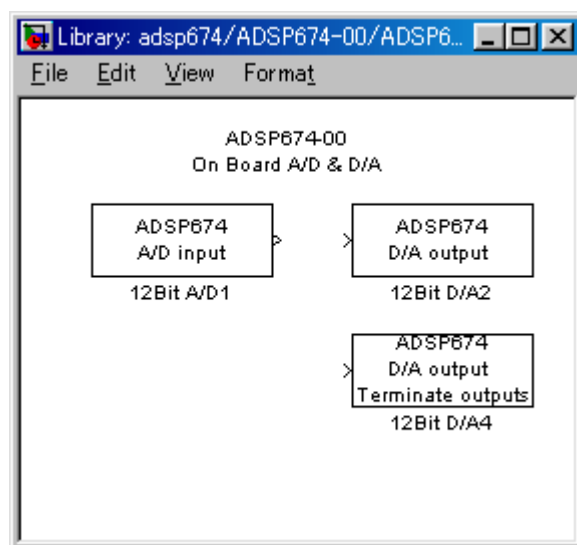 Library: adsp674/ADSP674-00/ADSP6...
File Edit View Format
ADSP674-00
On Board A/D & D/A
ADSP674
A/D input
12Bit A/D1
ADSP674
D/A output
12Bit D/A2
ADSP674
D/A output
Terminate outputs
12Bit D/A4